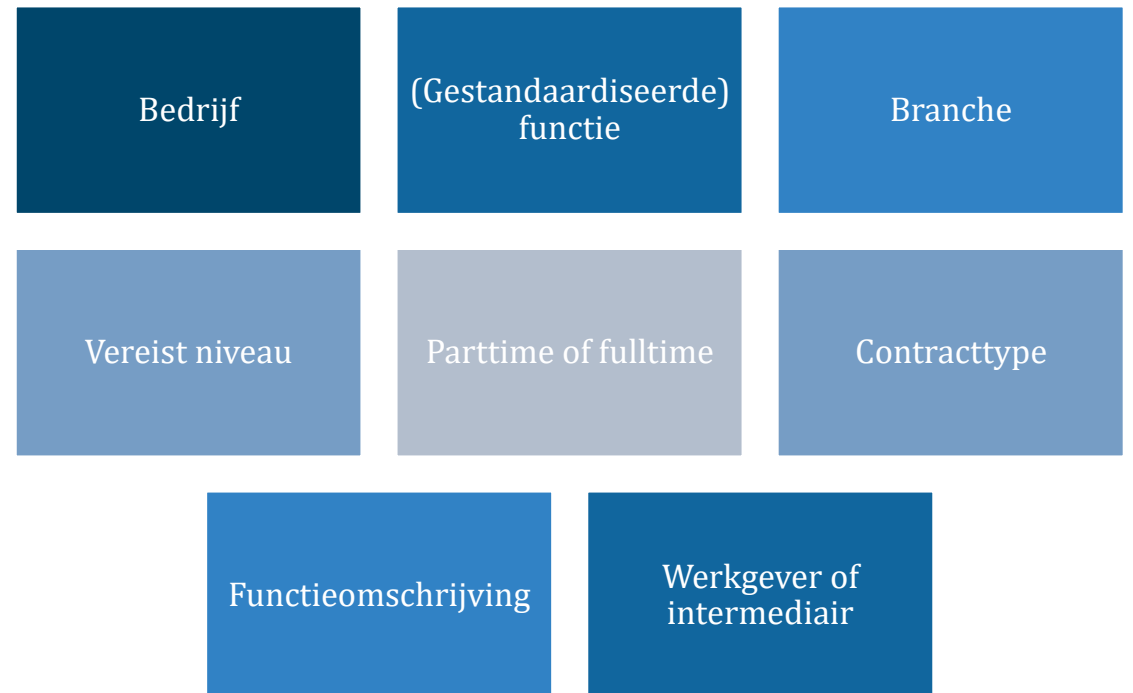 Bedrijf
(Gestandaardiseerde)
functie
Branche
Vereist niveau
Parttime of fulltime
Contracttype
Functieomschrijving
Werkgever of
intermediair